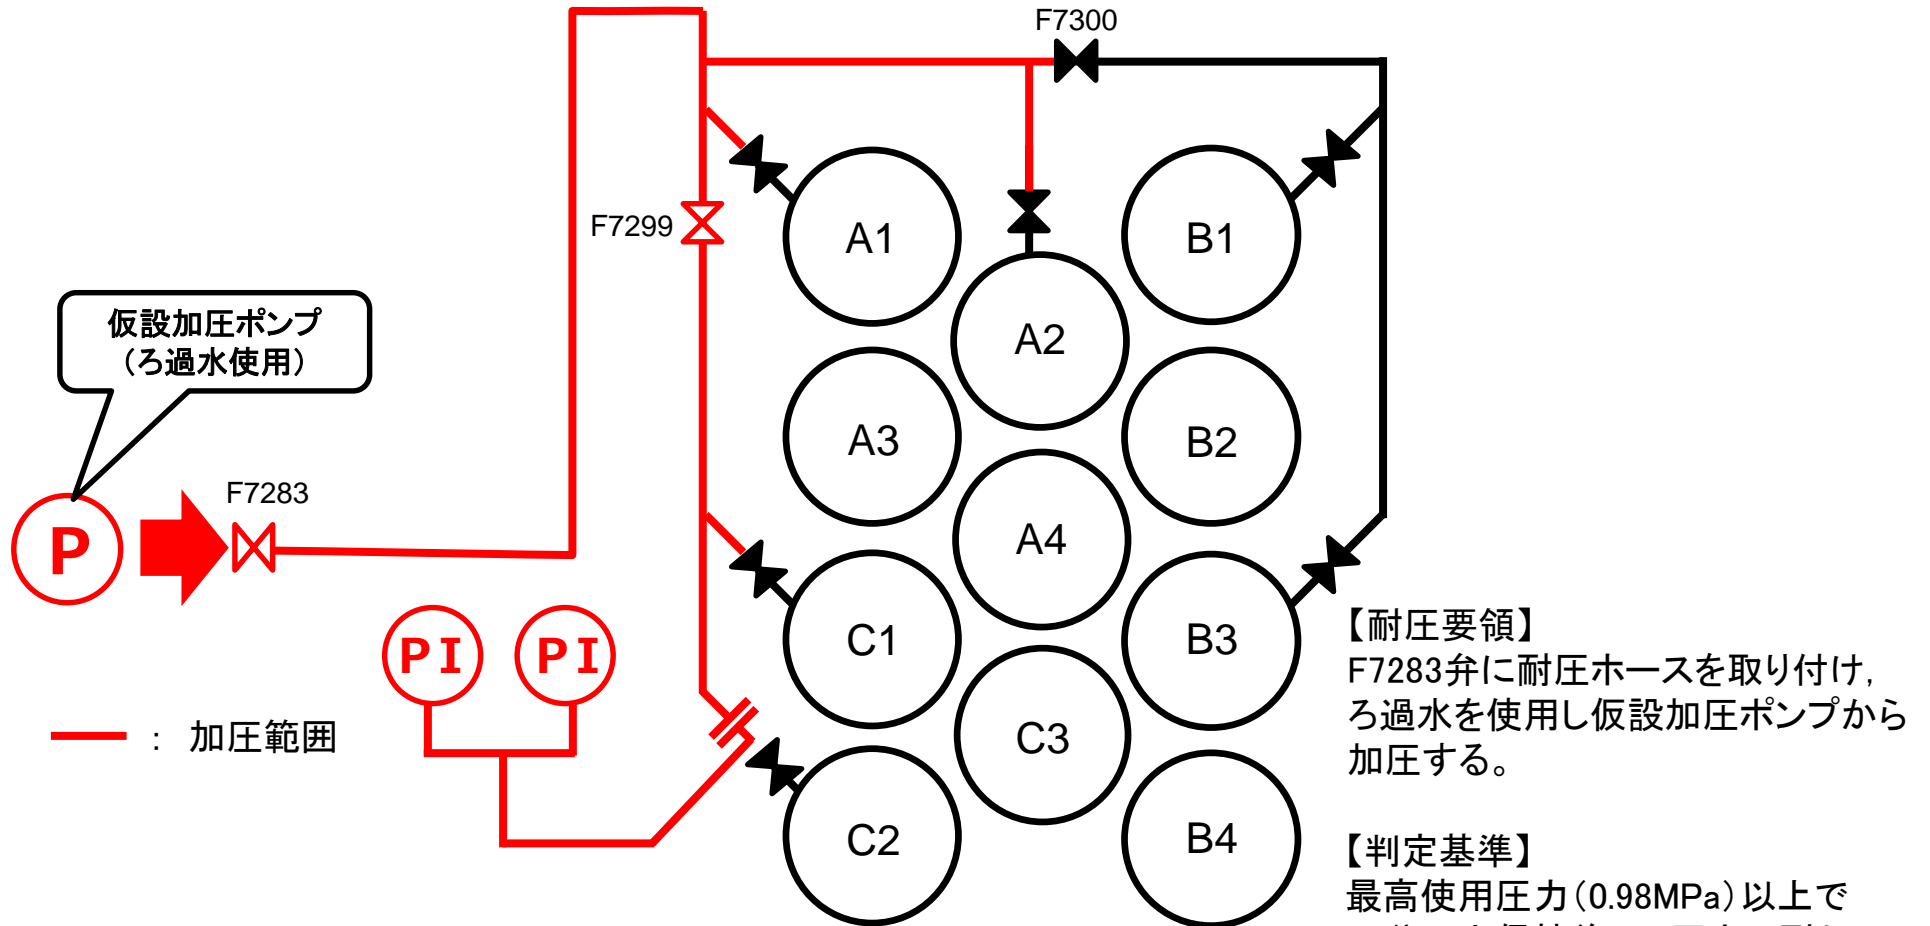 F7300
F7299
A1
B1
仮設加圧ポンプ
（ろ過水使用）
A2
A3
B2
F7283
P
A4
PI PI
C1
B3
【耐圧要領】
F7283弁に耐圧ホースを取り付け，
ろ過水を使用し仮設加圧ポンプから
加圧する。
： 加圧範囲
C3
C2
B4
【判定基準】
最高使用圧力（0.98MPa）以上で